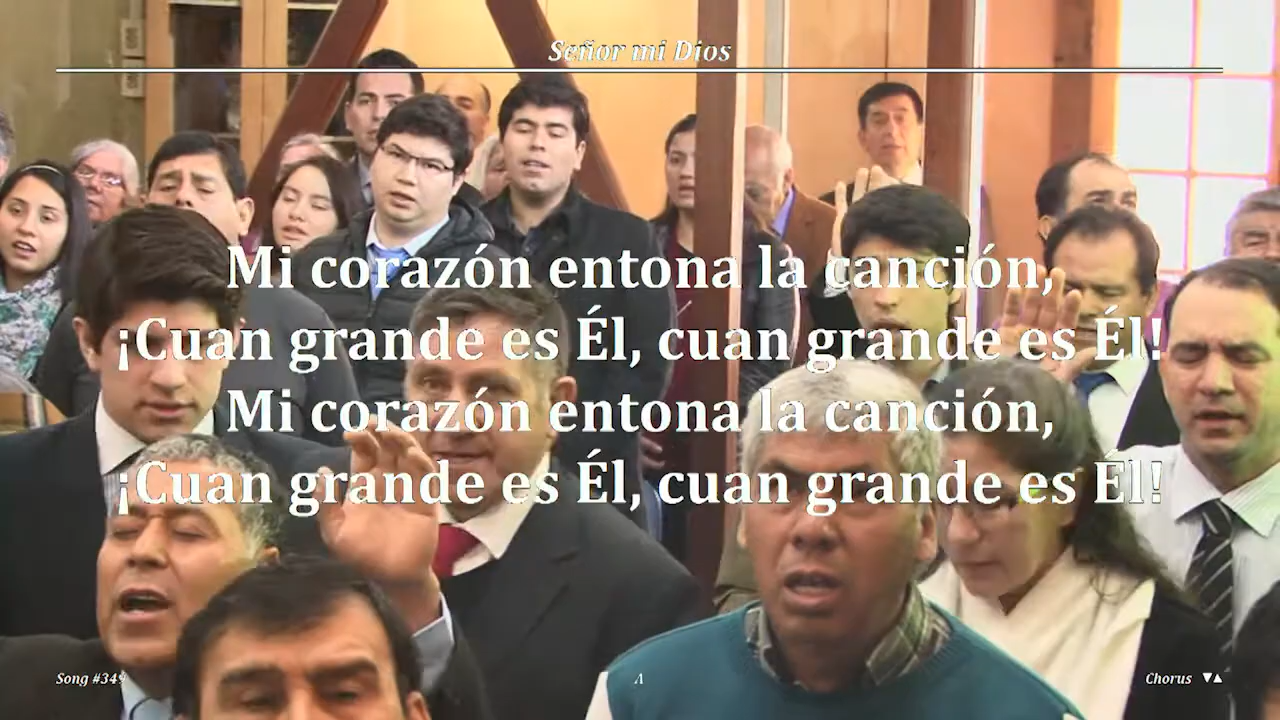 Señor mi Dios
Mi corazón entona la canción,
¡Cuan grande es Él, cuan grande es Él!
Mi corazón entona la canción,
¡Cuan grande es Él, cuan grande es Él!
Song #349
Chorus ▼▲